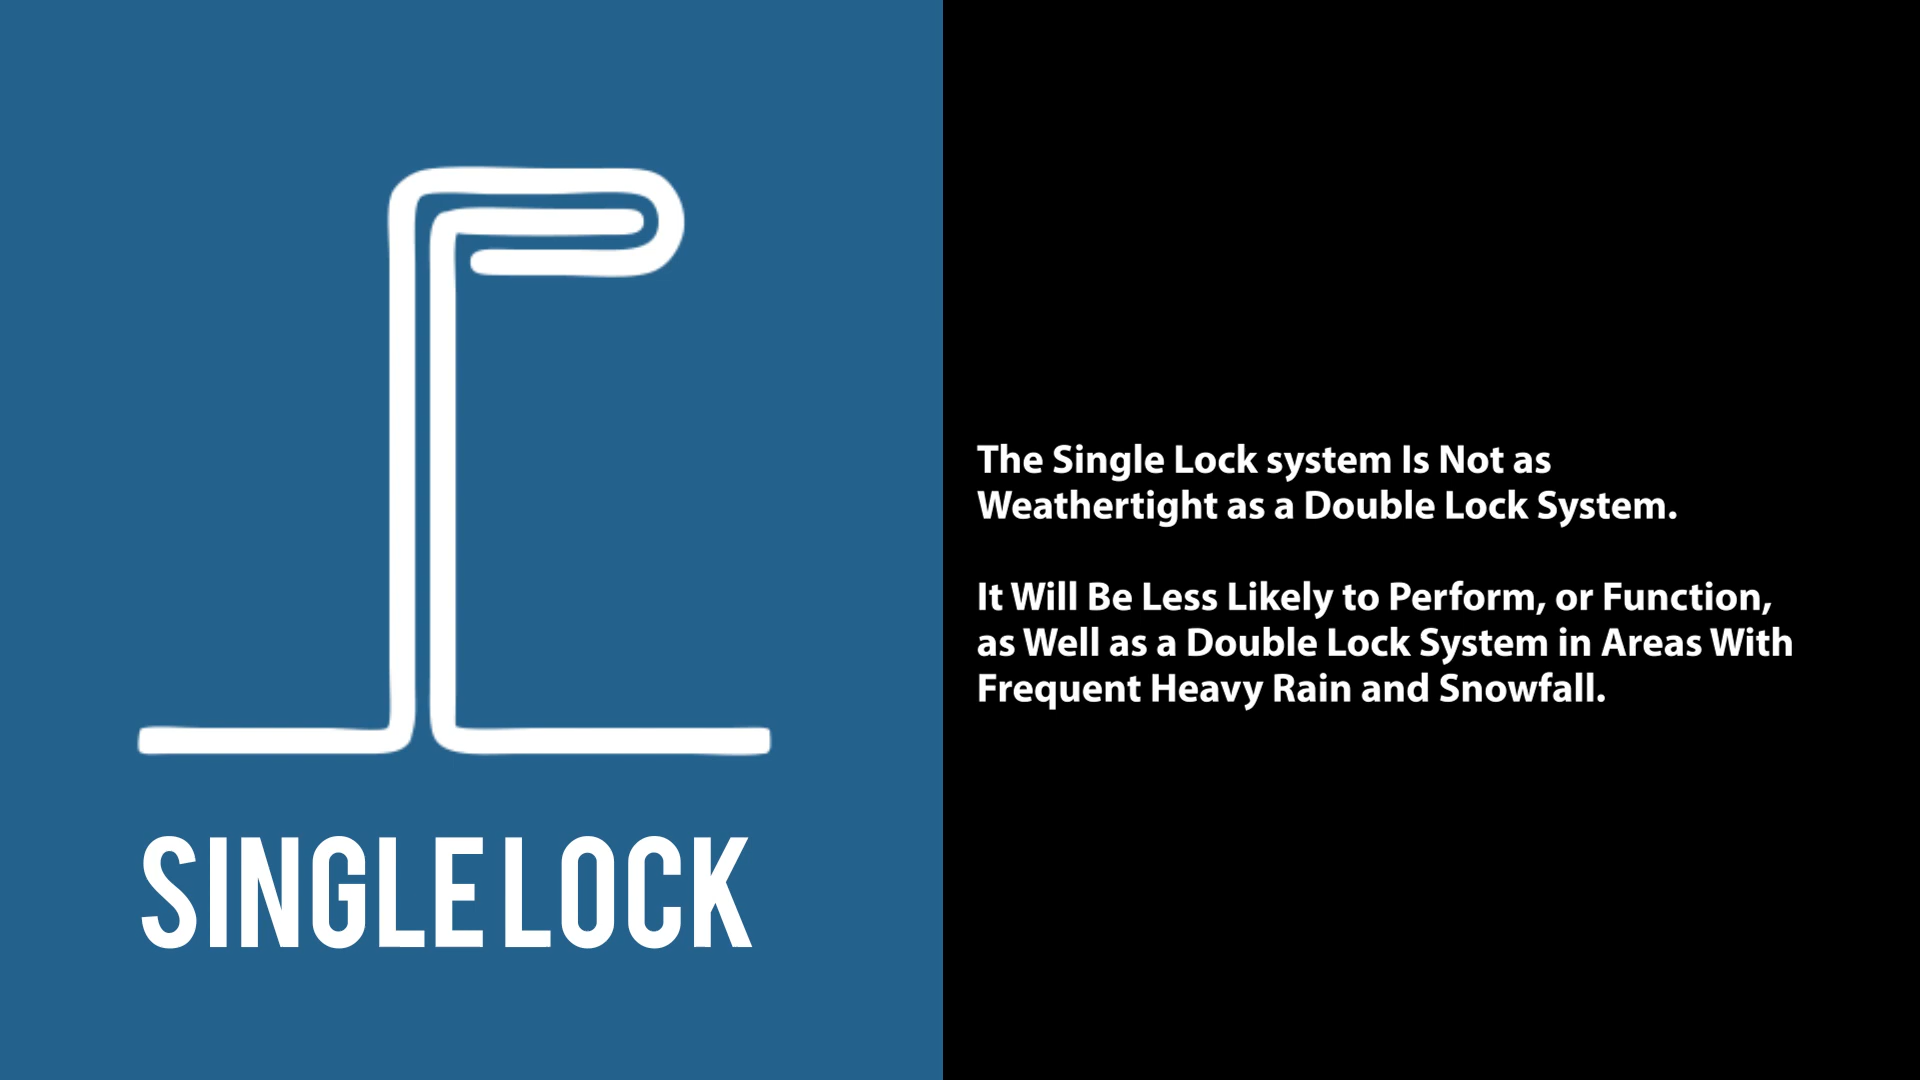 SINGLE LOCK
The Single Lock system Is Not as
Weathertight as a Double Lock System.
It Will Be Less Likely to Perform, or Function,
as Well as a Double Lock System in Areas With
Frequent Heavy Rain and Snowfall.